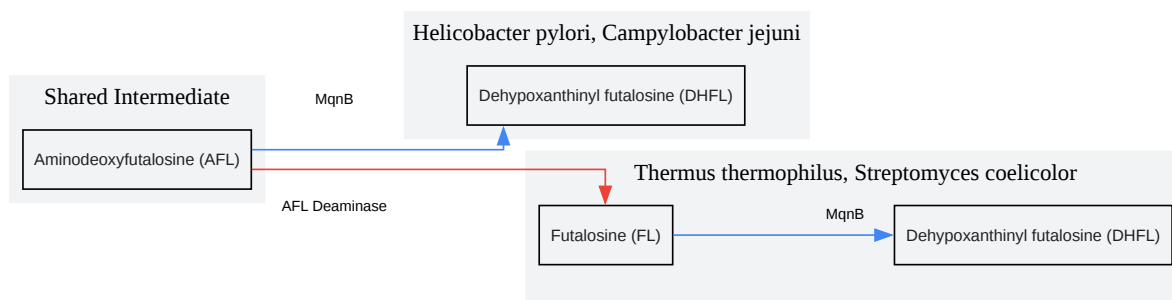 Helicobacter pylori, Campylobacter jejuni
Shared Intermediate
MqnB
Dehypoxanthinyl futalosine (DHFL)
Aminodeoxyfutalosine (AFL)
Thermus thermophilus, Streptomyces coelicolor
AFL Deaminase
MqnB
Futalosine (FL)
Dehypoxanthinyl futalosine (DHFL)